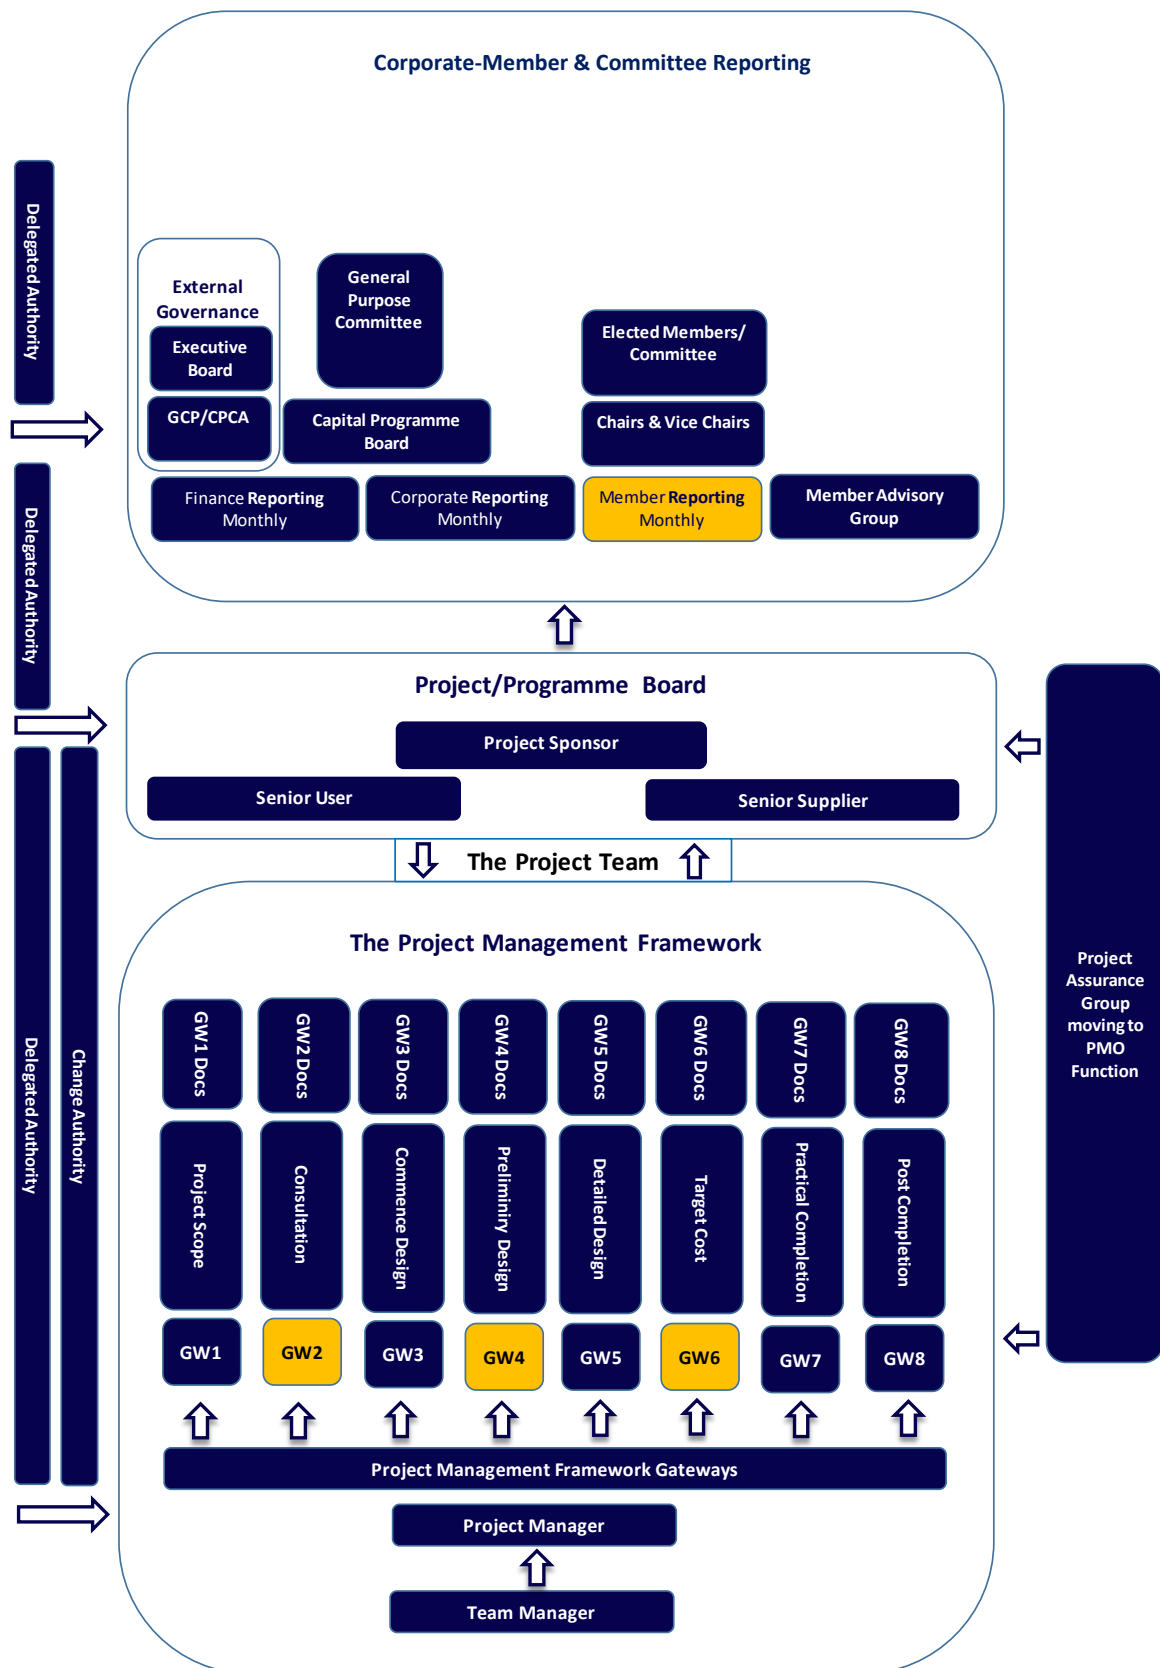 Corporate-Member & Committee Reporting
Delegated Authority
External
Governance
Executive
Board
GCP/CPCA
General
Purpose
Committee
Capital Programme
Board
Elected Members/
Committee
Chairs & Vice Chairs
Finance Reporting
Monthly
Corporate Reporting
Monthly
Member Reporting
Monthly
Member Advisory
Group
Delegated Authority
Project/Programme Board
Project Sponsor
Senior User
Senior Supplier
The Project Team
Delegated Authority
Change Authority
The Project Management Framework
GW1 Docs
GW2 Docs
GW3 Docs
GW4 Docs
GW5 Docs
GW6 Docs
GW7 Docs
GW8 Docs
Project Scope
Consultation
Commence Design
Preliminiry Design
Detailed Design
Target Cost
Practical Completion
Post Completion
GW1
GW2
GW3
GW4
GW5
GW6
GW7
GW8
Project Management Framework Gateways
Project Manager
Team Manager
Project
Assurance
Group
moving to
PMO
Function